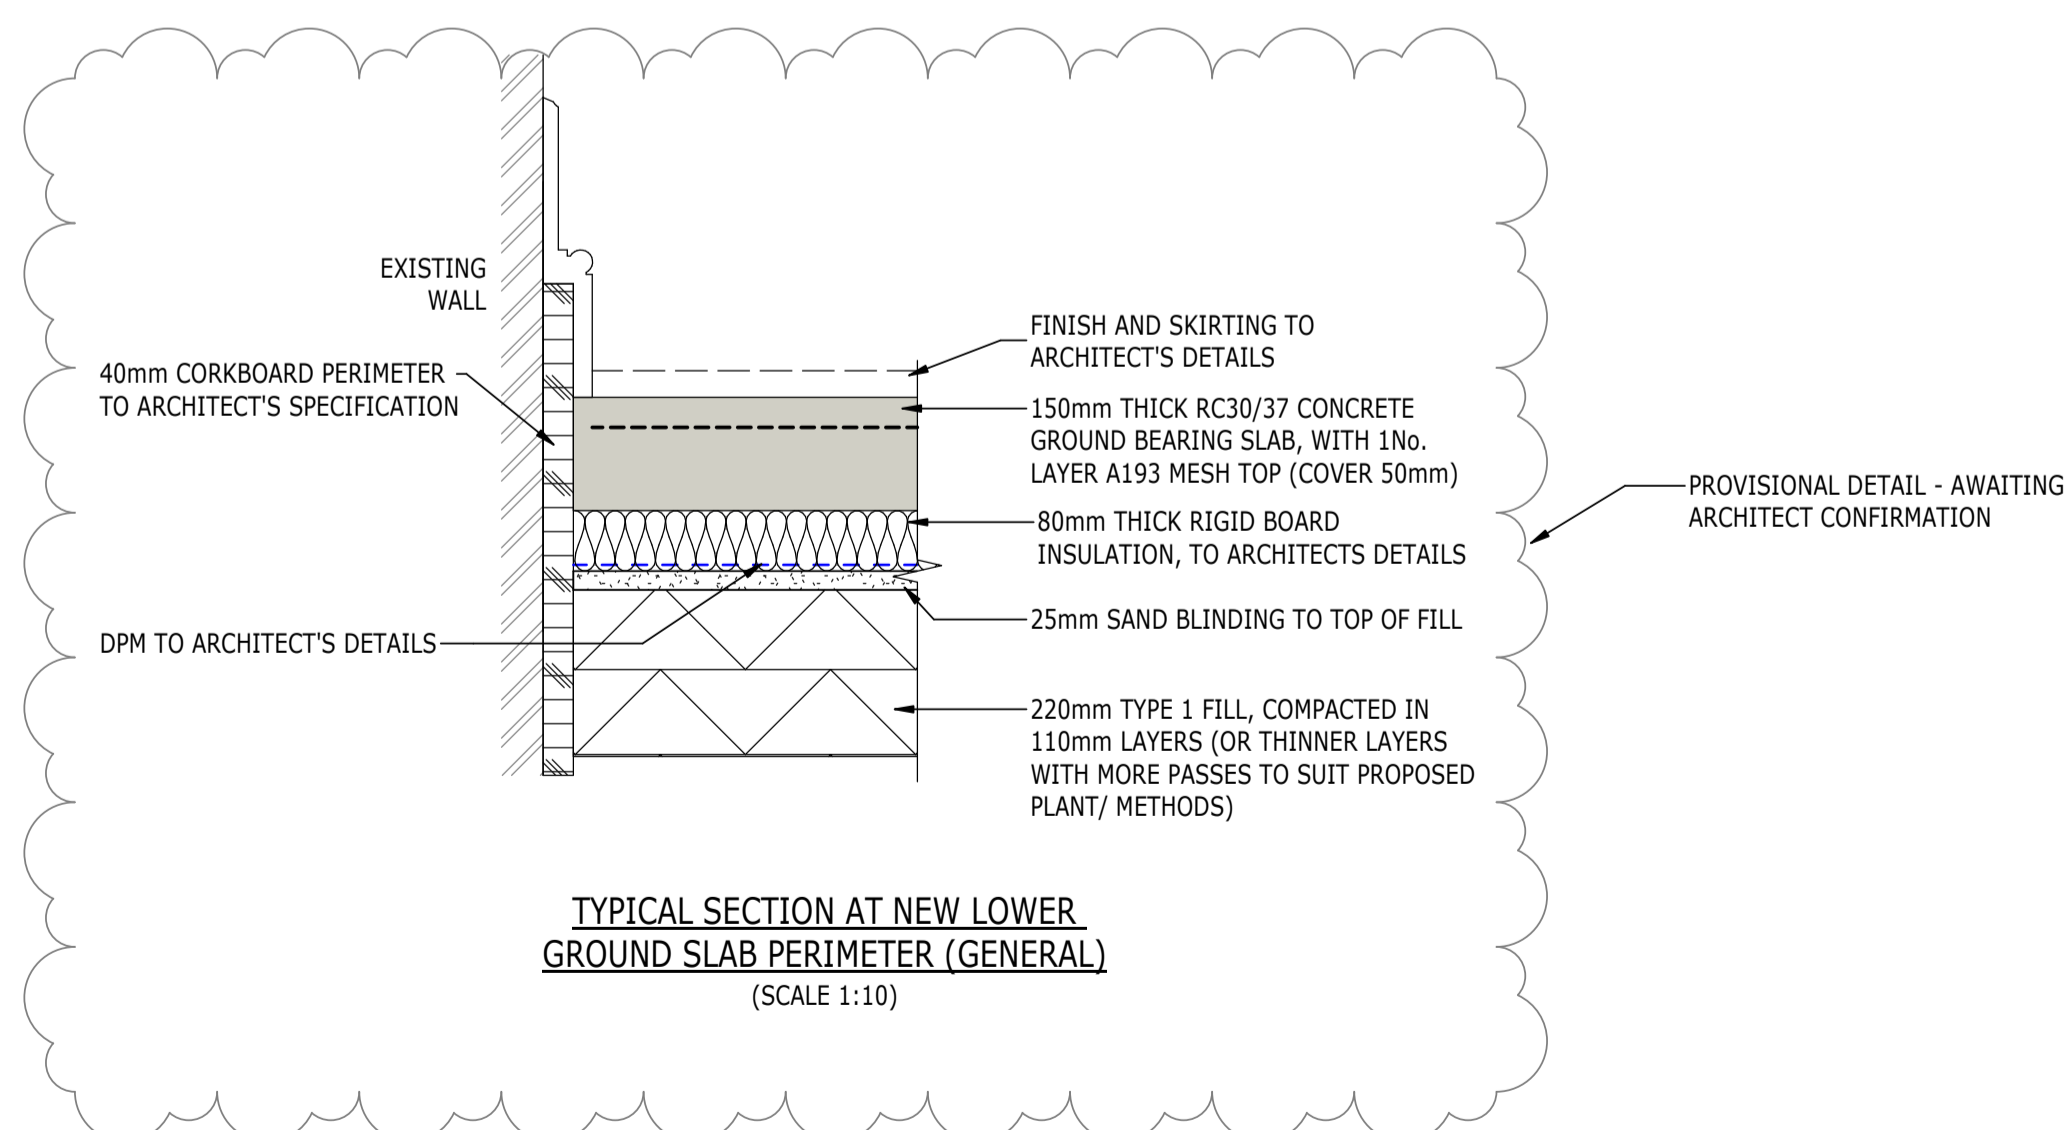 EXISTING
WALL
40mm CORKBOARD PERIMETER
TO ARCHITECT'S SPECIFICATION
DPM TO ARCHITECT'S DETAILS
FINISH AND SKIRTING TO
ARCHITECT'S DETAILS
150mm THICK RC30/37 CONCRETE
GROUND BEARING SLAB, WITH 1No.
LAYER A193 MESH TOP (COVER 50mm)
80mm THICK RIGID BOARD
INSULATION, TO ARCHITECTS DETAILS
25mm SAND BLINDING TO TOP OF FILL
220mm TYPE 1 FILL, COMPACTED IN
110mm LAYERS (OR THINNER LAYERS
WITH MORE PASSES TO SUIT PROPOSED
PLANT/ METHODS)
PROVISIONAL DETAIL - AWAITING
ARCHITECT CONFIRMATION
TYPICAL SECTION AT NEW LOWER
GROUND SLAB PERIMETER (GENERAL)
(SCALE 1:10)